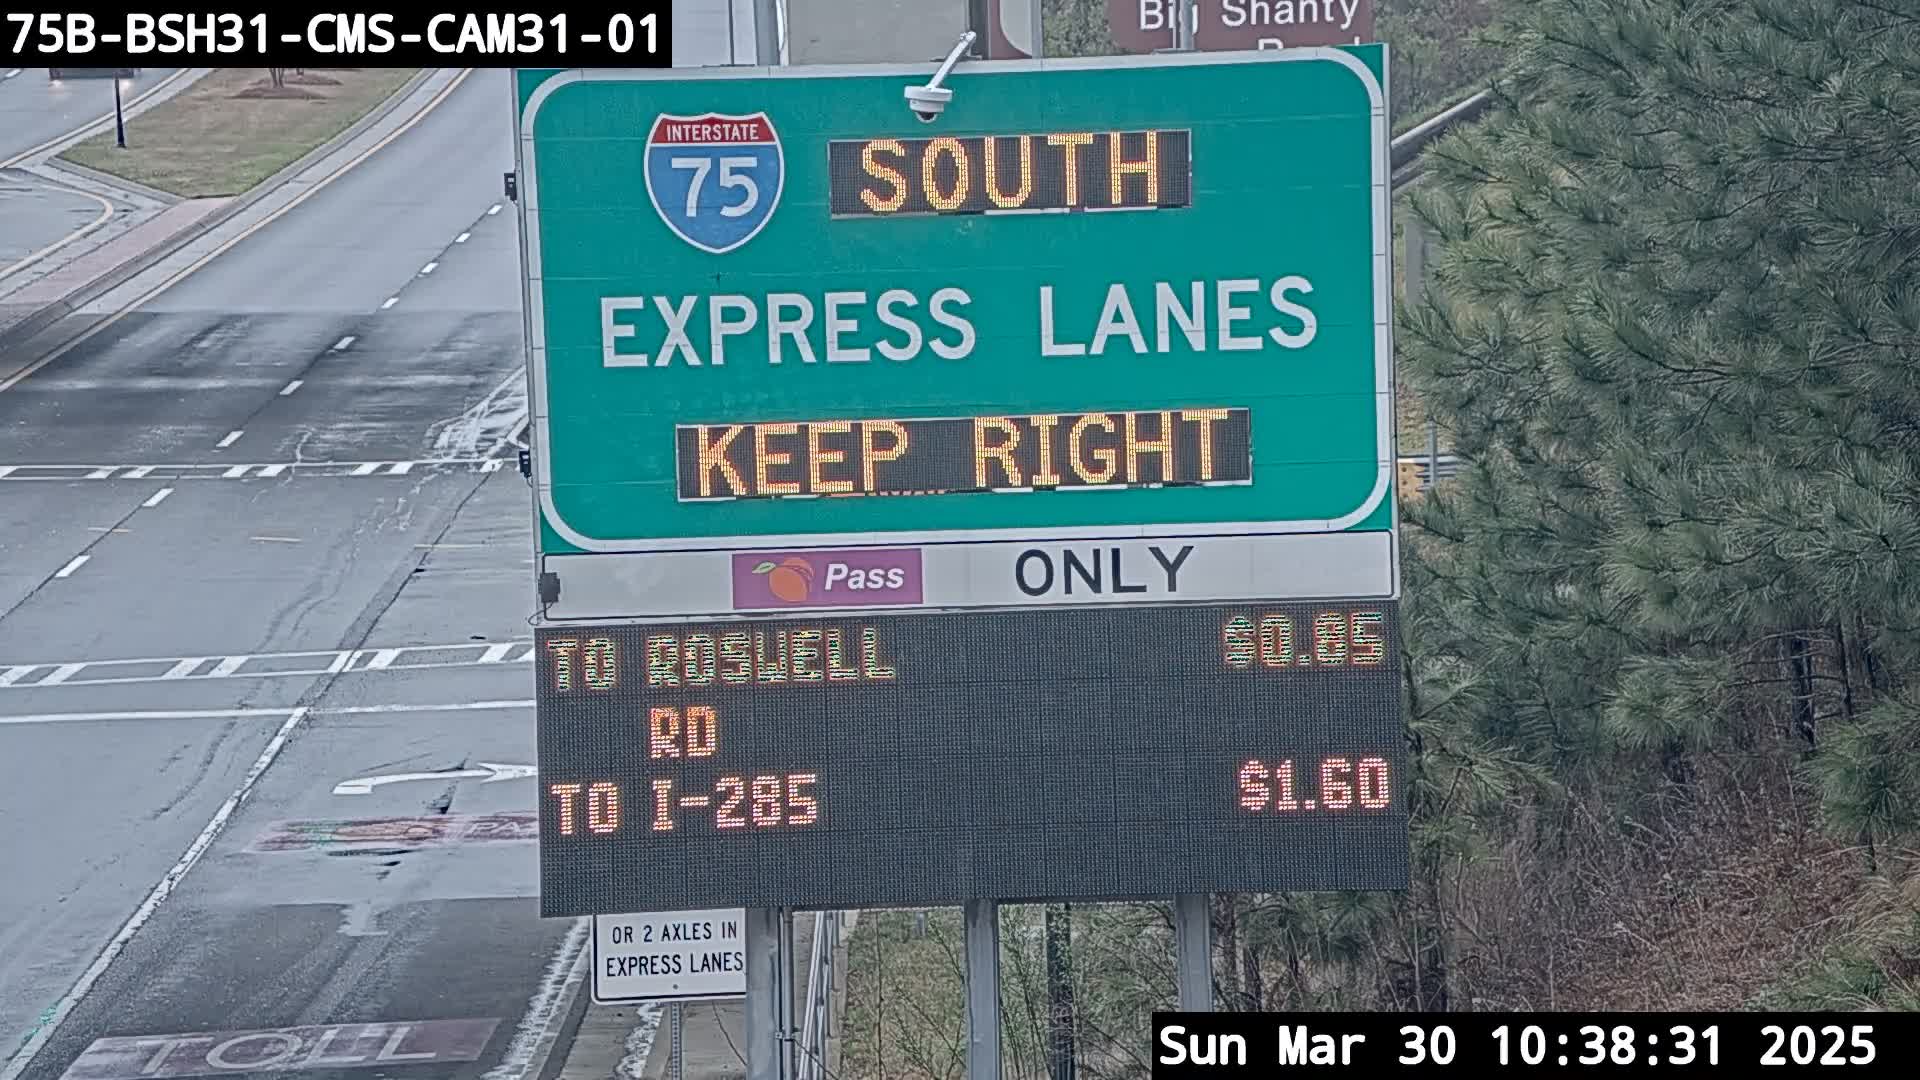 75B-BSH31-CMS-CAM31-01
Big Shanty
Road
INTERSTATE
75
SOUTH
EXPRESS LANES
KEEP RIGHT
Pass ONLY
TO ROSWELL $0.85
RD
TO I-285 $1.60
PA
OR 2 AXLES IN
EXPRESS LANES
TOLL
Sun Mar 30 10:38:31 2025